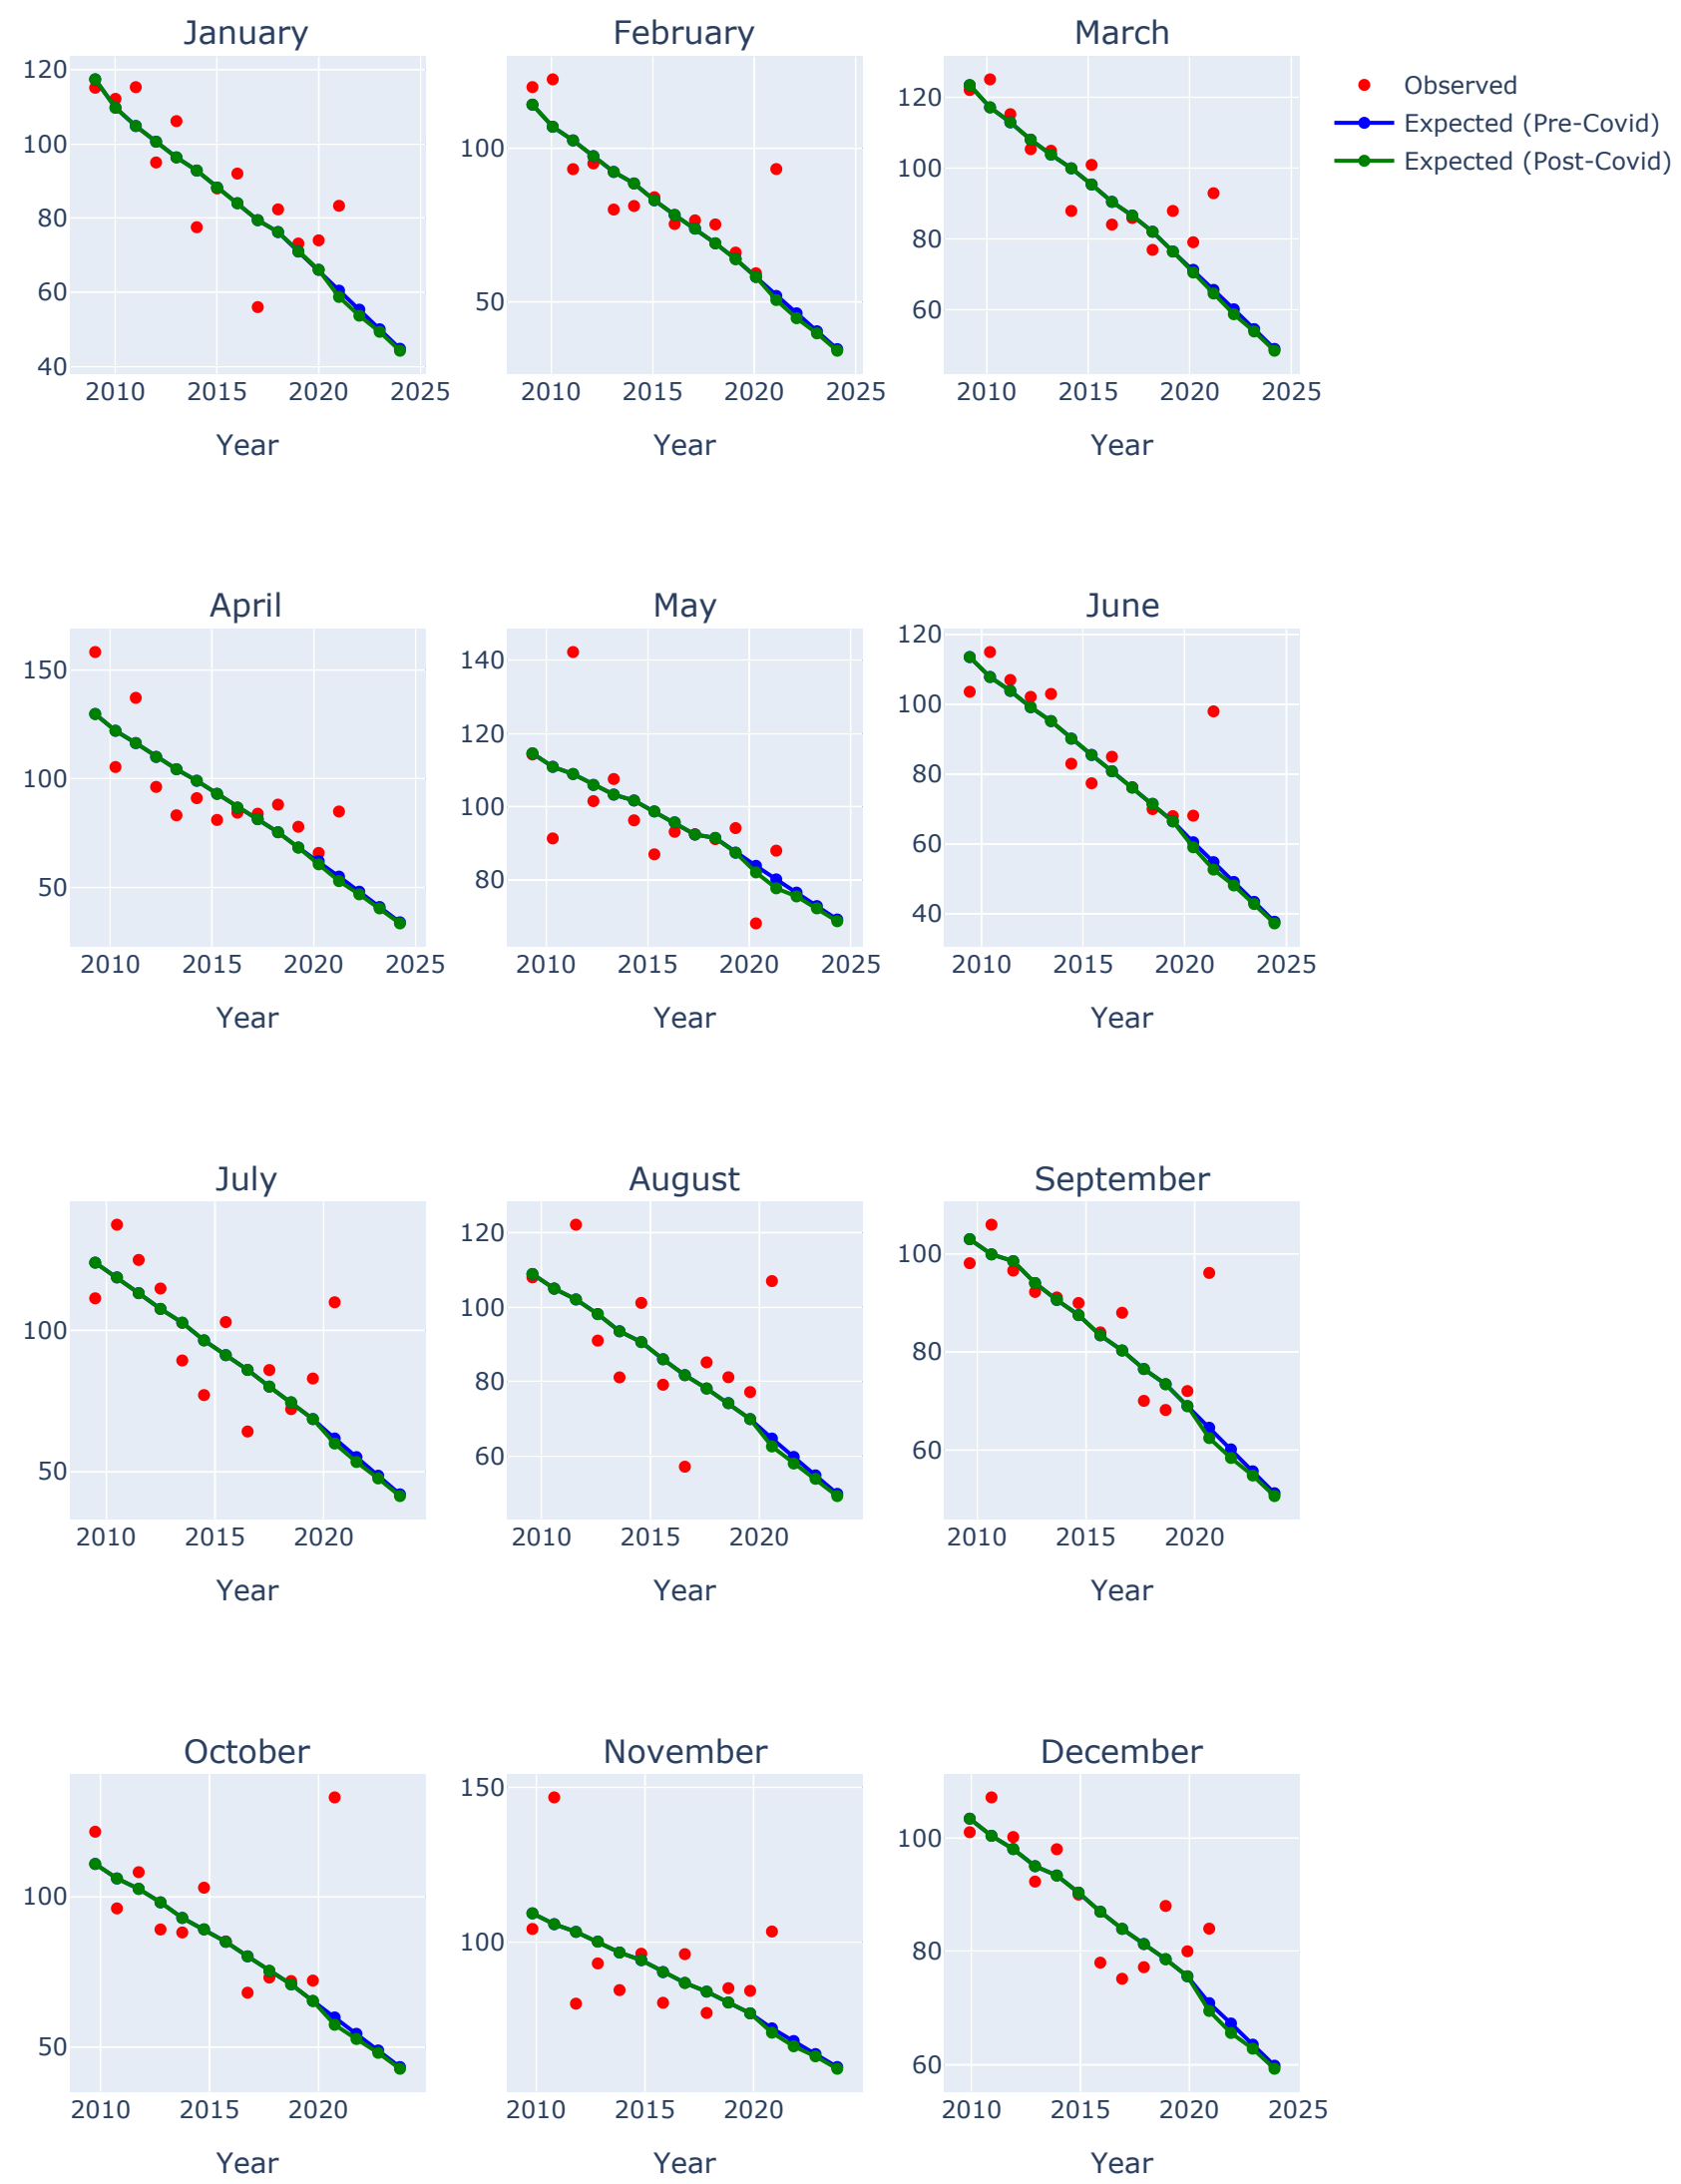 January February March
120
100
80
60
40
2010 2015 2020 2025
Year
100
50
2010 2015 2020 2025
Year
120
100
80
60
2010 2015 2020 2025
Year
Observed
Expected (Pre-Covid)
Expected (Post-Covid)
April May June
150
100
50
2010 2015 2020 2025
Year
140
120
100
80
2010 2015 2020 2025
Year
120
100
80
60
40
2010 2015 2020 2025
Year
July August September
100
50
2010 2015 2020
Year
120
100
80
60
2010 2015 2020
Year
100
80
60
2010 2015 2020
Year
October November December
100
50
2010 2015 2020
Year
150
100
2010 2015 2020
Year
100
80
60
2010 2015 2020 2025
Year